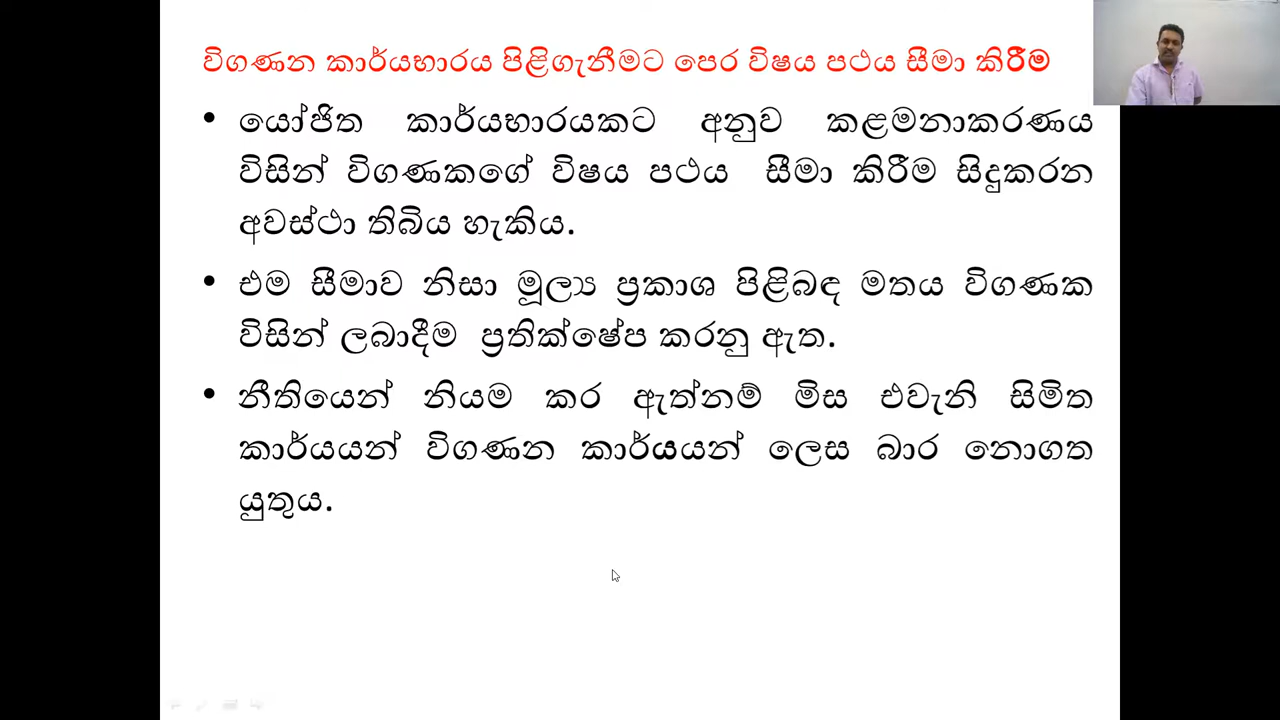 විගණන කාර්යභාරය පිළිගැනීමට පෙර විෂය පථය සීමා කිරීම
• යෝජිත කාර්යභාරයකට අනුව කළමනාකරණය
විසින් විගණකගේ විෂය පථය සීමා කිරීම සිදුකරන
අවස්ථා තිබිය හැකිය.
• එම සීමාව නිසා මූල්‍ය ප්‍රකාශ පිළිබඳ මතය විගණක
විසින් ලබාදීම ප්‍රතික්ෂේප කරනු ඇත.
• නීතියෙන් නියම කර ඇත්නම් මිස එවැනි සිමිත
කාර්යයන් විගණන කාර්යයන් ලෙස බාර නොගත
යුතුය.